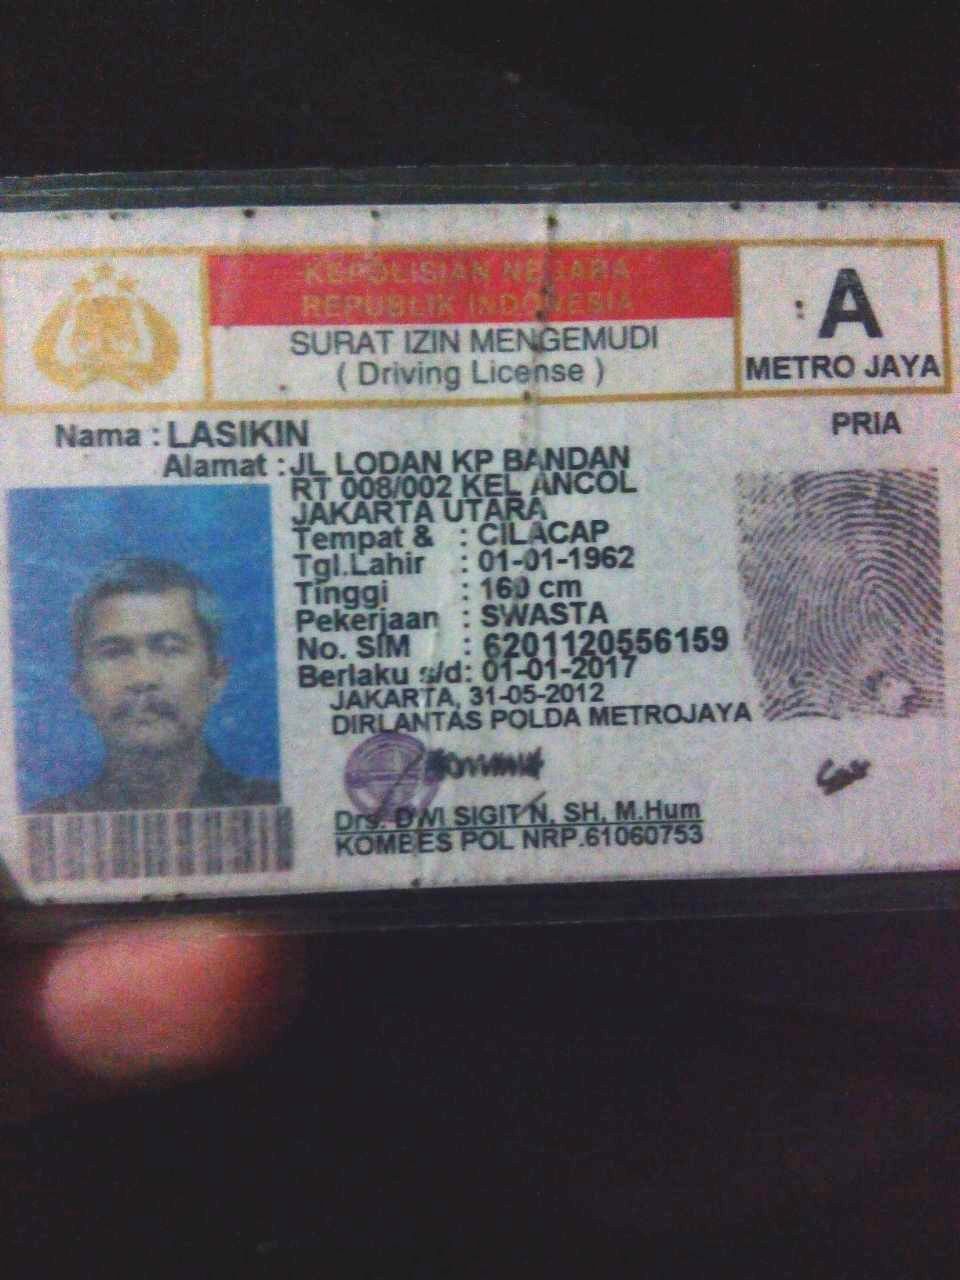 KEPOLISIAN NEGARA
REPUBLIK INDONESIA
SURAT IZIN MENGEMUDI
( Driving License )
A
METRO JAYA
PRIA
Nama : LASIKIN
Alamat : JL LODAN KP BANDAN
RT 008/002 KEL ANCOL
JAKARTA UTARA
Tempat & : CILACAP
Tgl.Lahir : 01-01-1962
Tinggi : 160 cm
Pekerjaan : SWASTA
No. SIM : 6201120556159
Berlaku s/d: 01-01-2017
JAKARTA, 31-05-2012
DIRLANTAS POLDA METROJAYA
Drs. DWI SIGIT N, SH, M.Hum
KOMBES POL NRP.61060753